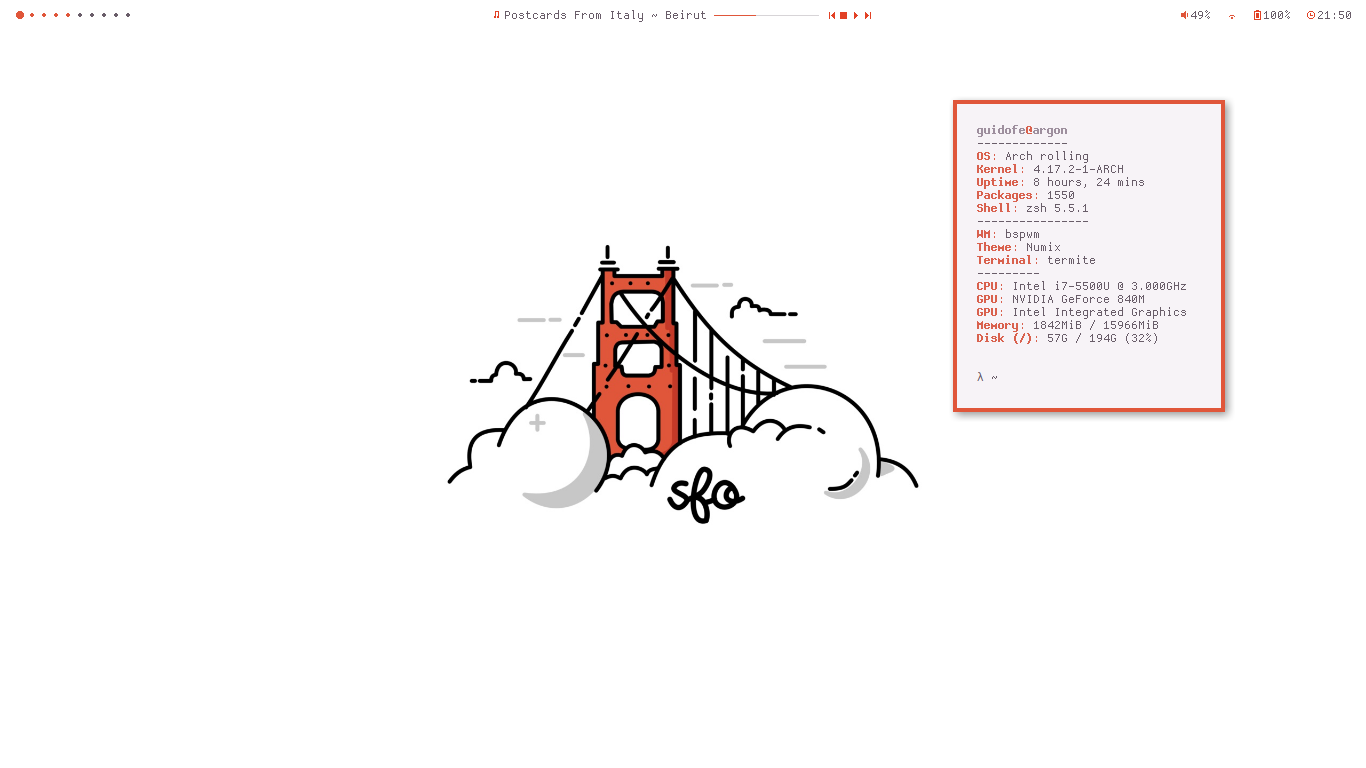 Postcards From Italy ~ Beirut
49% 100% 21:50
guidofe@argon
-------------
OS: Arch rolling
Kernel: 4.17.2-1-ARCH
Uptime: 8 hours, 24 mins
Packages: 1550
Shell: zsh 5.5.1
----------------
WM: bspwm
Theme: Numix
Terminal: termite
---------
CPU: Intel i7-5500U @ 3.000GHz
GPU: NVIDIA GeForce 840M
GPU: Intel Integrated Graphics
Memory: 1842MiB / 15966MiB
Disk (/): 57G / 194G (32%)
λ ~
sfo